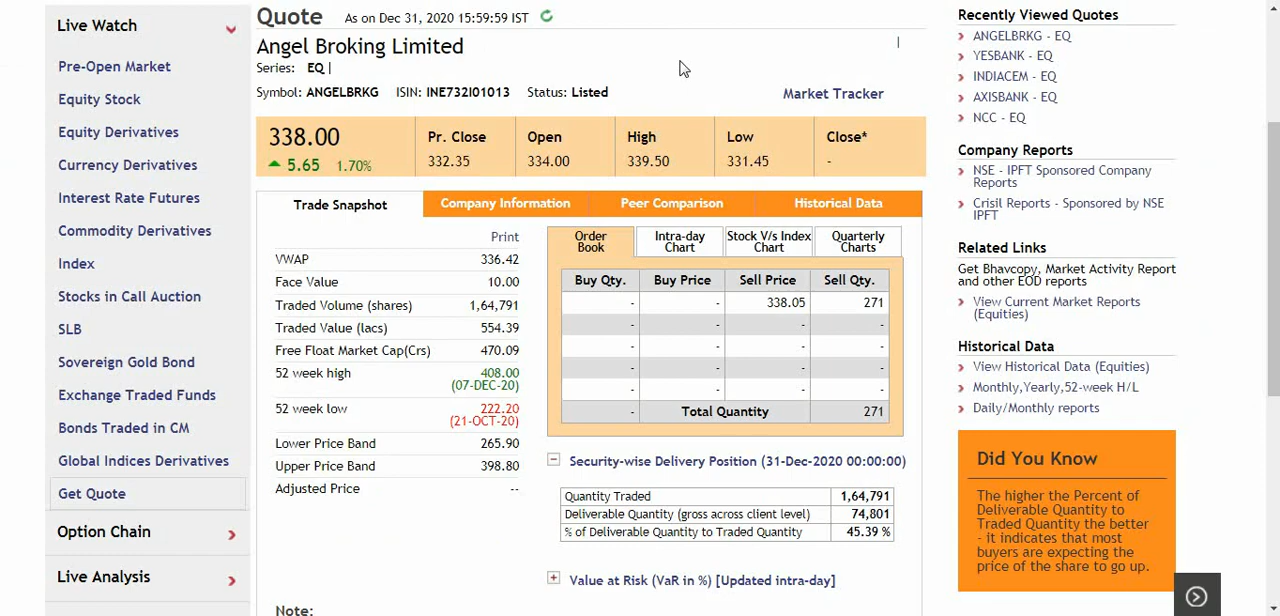 Live Watch
Pre-Open Market
Equity Stock
Equity Derivatives
Currency Derivatives
Interest Rate Futures
Commodity Derivatives
Index
Stocks in Call Auction
SLB
Sovereign Gold Bond
Exchange Traded Funds
Bonds Traded in CM
Global Indices Derivatives
Get Quote
Option Chain
Live Analysis
Quote As on Dec 31, 2020 15:59:59 IST
Angel Broking Limited |
Series: EQ |
Symbol: ANGELBRKG ISIN: INE732I01013 Status: Listed Market Tracker
338.00 Pr. Close Open High Low Close*
5.65 1.70% 332.35 334.00 339.50 331.45 -
Trade Snapshot Company Information Peer Comparison Historical Data
Print
VWAP 336.42
Face Value 10.00
Traded Volume (shares) 1,64,791
Traded Value (lacs) 554.39
Free Float Market Cap(Crs) 470.09
52 week high 408.00
(07-DEC-20)
52 week low 222.20
(21-OCT-20)
Lower Price Band 265.90
Upper Price Band 398.80
Adjusted Price --
Order Intra-day Stock V/s Index Quarterly
Book Chart Chart Charts
Buy Qty. Buy Price Sell Price Sell Qty.
- - 338.05 271
- - - -
- - - -
- - - -
- - - -
- Total Quantity 271
Security-wise Delivery Position (31-Dec-2020 00:00:00)
Quantity Traded 1,64,791
Deliverable Quantity (gross across client level) 74,801
% of Deliverable Quantity to Traded Quantity 45.39 %
Value at Risk (VaR in %) [Updated intra-day]
Note:
Recently Viewed Quotes
ANGELBRKG - EQ
YESBANK - EQ
INDIACEM - EQ
AXISBANK - EQ
NCC - EQ
Company Reports
NSE - IPFT Sponsored Company
Reports
Crisil Reports - Sponsored by NSE
IPFT
Related Links
Get Bhavcopy, Market Activity Report
and other EOD reports
View Current Market Reports
(Equities)
Historical Data
View Historical Data (Equities)
Monthly,Yearly,52-week H/L
Daily/Monthly reports
Did You Know
The higher the Percent of
Deliverable Quantity to
Traded Quantity the better
- it indicates that most
buyers are expecting the
price of the share to go up.